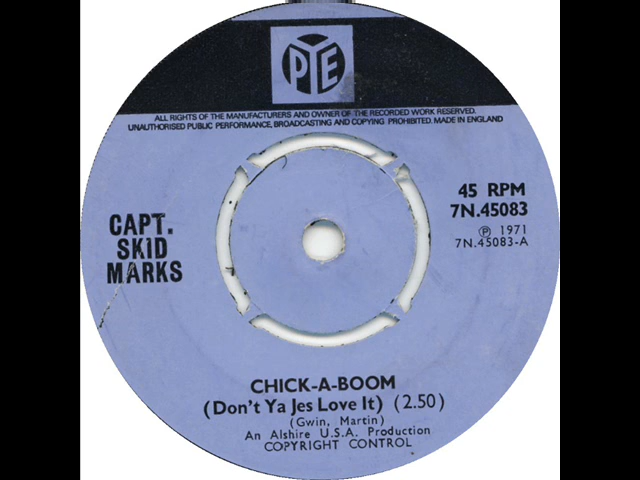 PYE
ALL RIGHTS OF THE MANUFACTURERS AND OWNER OF THE RECORDED WORK RESERVED.
UNAUTHORISED PUBLIC PERFORMANCE, BROADCASTING AND COPYING PROHIBITED. MADE IN ENGLAND
CAPT.
SKID
MARKS
45 RPM
7N.45083
℗ 1971
7N.45083-A
CHICK-A-BOOM
(Don't Ya Jes Love It) (2.50)
(Gwin, Martin)
An Alshire U.S.A. Production
COPYRIGHT CONTROL